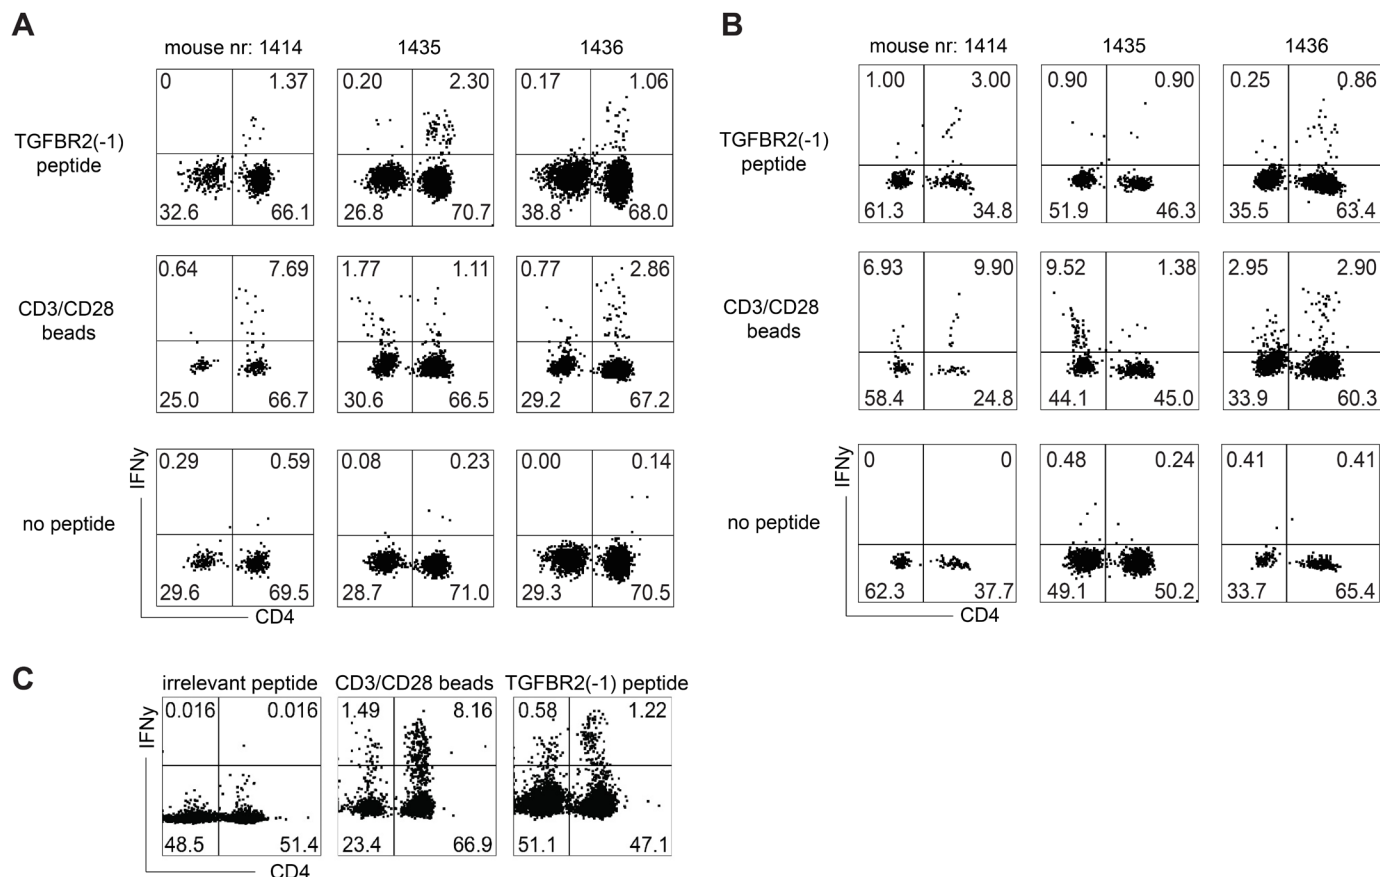 A
mouse nr: 1414 1435 1436
TGFBR2(-1)
peptide
0 1.37 0.20 2.30 0.17 1.06
32.6 66.1 26.8 70.7 38.8 68.0
CD3/CD28
beads
0.64 7.69 1.77 1.11 0.77 2.86
25.0 66.7 30.6 66.5 29.2 67.2
no peptide
0.29 0.59 0.08 0.23 0.00 0.14
29.6 69.5 28.7 71.0 29.3 70.5
IFNγ
CD4
B
mouse nr: 1414 1435 1436
TGFBR2(-1)
peptide
1.00 3.00 0.90 0.90 0.25 0.86
61.3 34.8 51.9 46.3 35.5 63.4
CD3/CD28
beads
6.93 9.90 9.52 1.38 2.95 2.90
58.4 24.8 44.1 45.0 33.9 60.3
no peptide
0 0 0.48 0.24 0.41 0.41
62.3 37.7 49.1 50.2 33.7 65.4
IFNγ
CD4
C
irrelevant peptide CD3/CD28 beads TGFBR2(-1) peptide
0.016 0.016 1.49 8.16 0.58 1.22
48.5 51.4 23.4 66.9 51.1 47.1
IFNγ
CD4